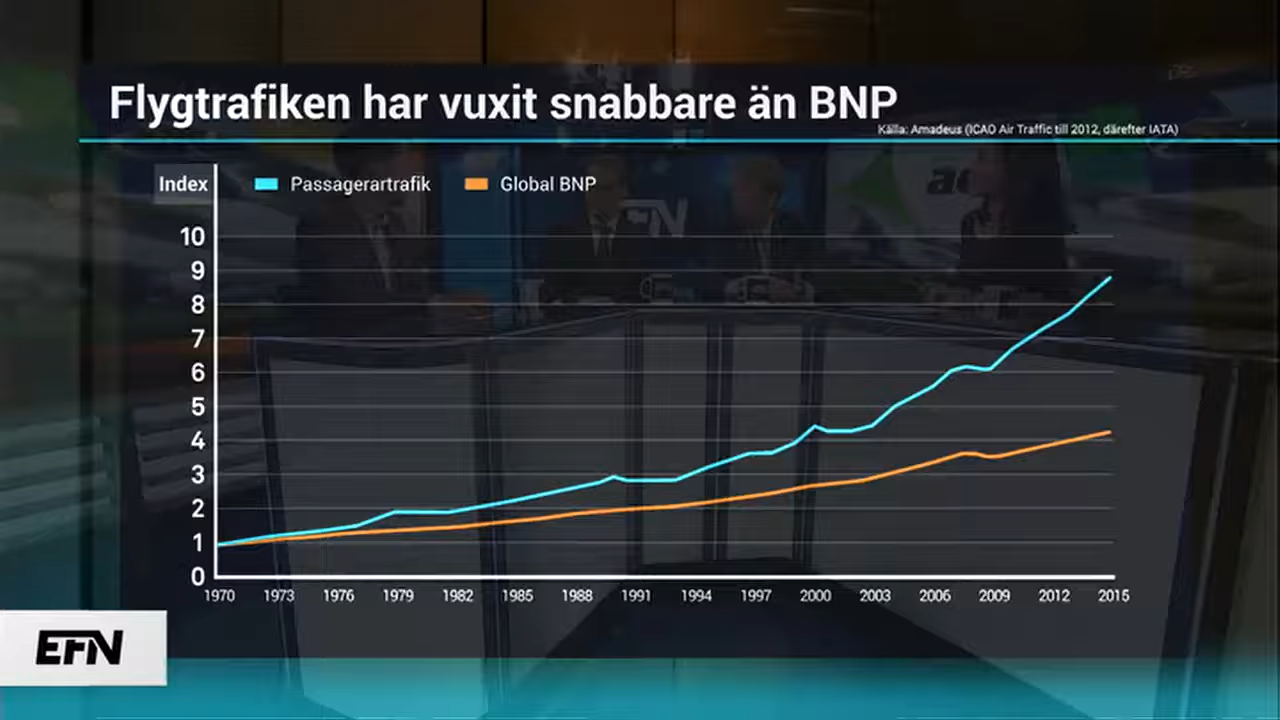 Flygtrafiken har vuxit snabbare än BNP
Källa: Amadeus (ICAO Air Traffic till 2012, därefter IATA)
Index
Passagerartrafik
Global BNP
10
9
8
7
6
5
4
3
2
1
0
1970 1973 1976 1979 1982 1985 1988 1991 1994 1997 2000 2003 2006 2009 2012 2015
EFN
EFN